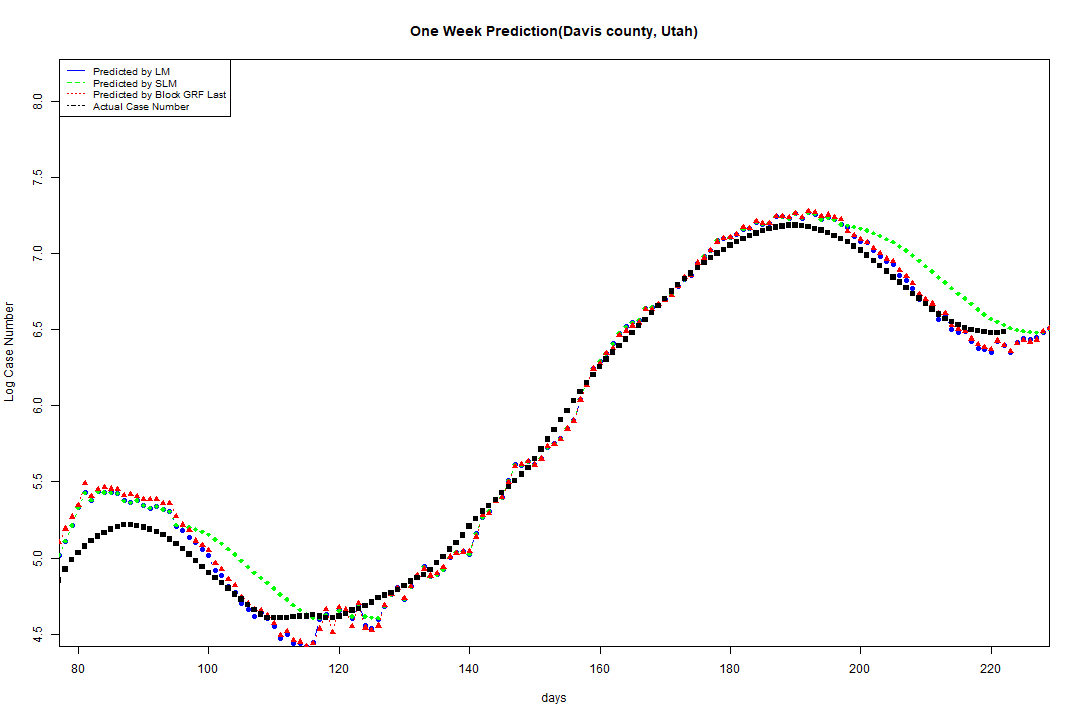 One Week Prediction(Davis county, Utah)
Predicted by LM
Predicted by SLM
Predicted by Block GRF Last
Actual Case Number
8.0
7.5
7.0
6.5
6.0
5.5
5.0
4.5
Log Case Number
80 100 120 140 160 180 200 220
days